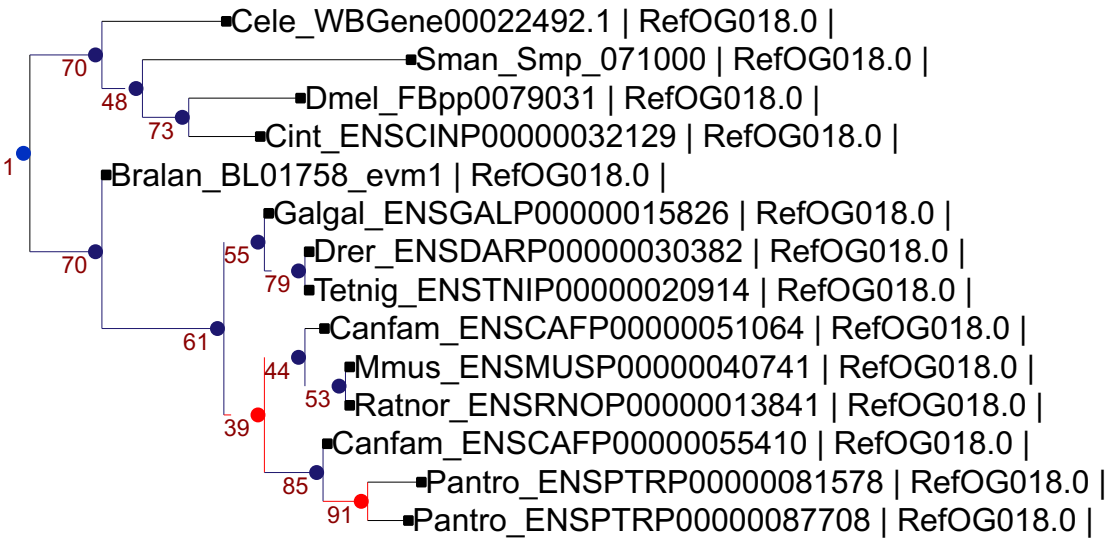 Cele_WBGene00022492.1 | RefOG018.0 |
70
Sman_Smp_071000 | RefOG018.0 |
48
Dmel_FBpp0079031 | RefOG018.0 |
73
Cint_ENSCINP00000032129 | RefOG018.0 |
1
Bralan_BL01758_evm1 | RefOG018.0 |
Galgal_ENSGALP00000015826 | RefOG018.0 |
55
70
Drer_ENSDARP00000030382 | RefOG018.0 |
79
Tetnig_ENSTNIP00000020914 | RefOG018.0 |
61
Canfam_ENSCAFP00000051064 | RefOG018.0 |
44
Mmus_ENSMUSP00000040741 | RefOG018.0 |
53
Ratnor_ENSRNOP00000013841 | RefOG018.0 |
39
Canfam_ENSCAFP00000055410 | RefOG018.0 |
85
Pantro_ENSPTRP00000081578 | RefOG018.0 |
91
Pantro_ENSPTRP00000087708 | RefOG018.0 |